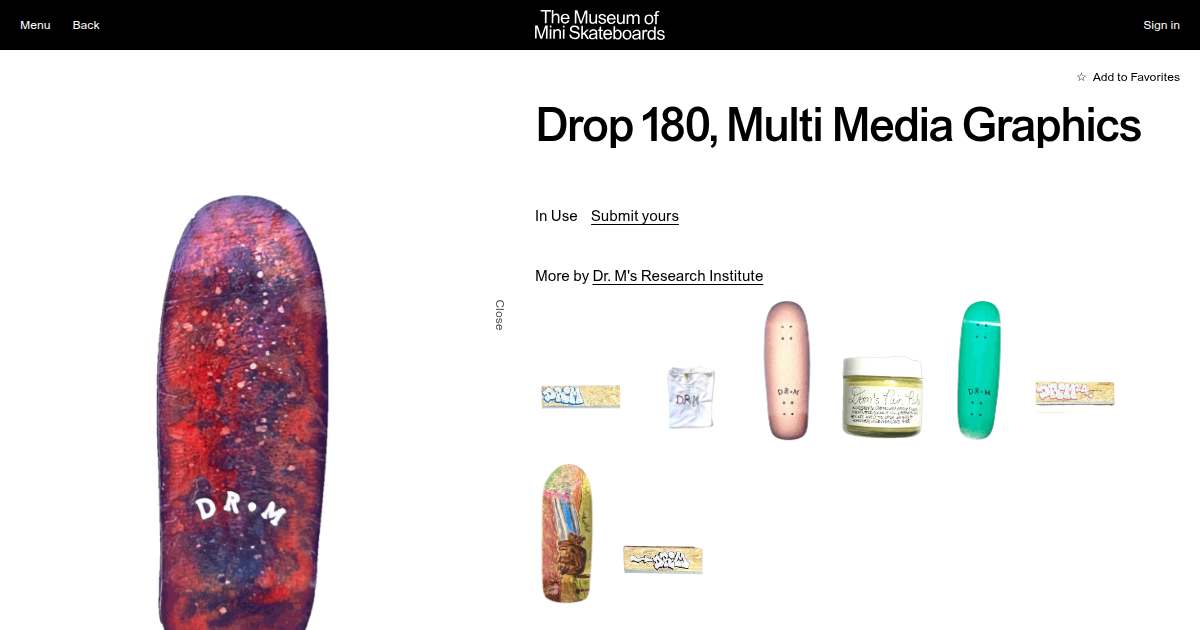 Menu
Back
The Museum of
Mini Skateboards
Sign in
☆ Add to Favorites
Drop 180, Multi Media Graphics
In Use Submit yours
More by Dr. M's Research Institute
Close
DR•M
DRM
DR•M
DR•M